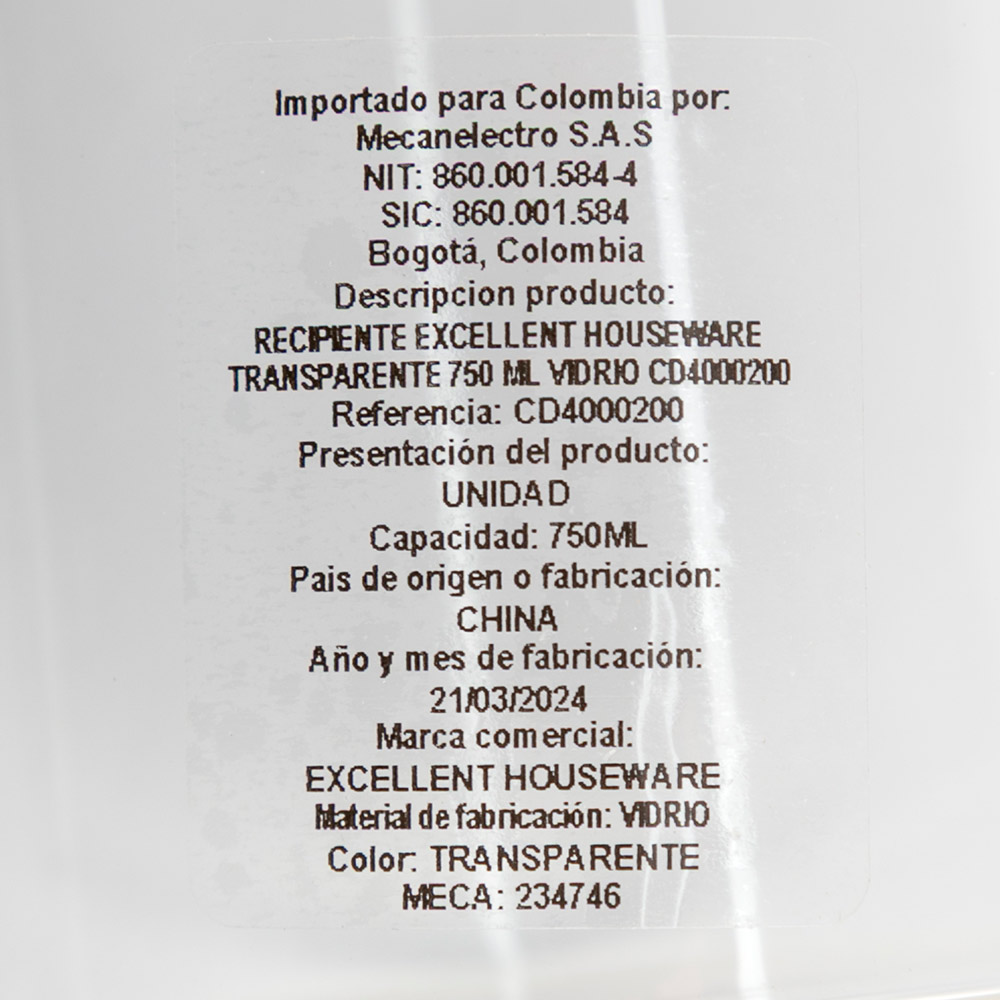 Importado para Colombia por:
Mecanelectro S.A.S
NIT: 860.001.584-4
SIC: 860.001.584
Bogotá, Colombia
Descripcion producto:
RECIPIENTE EXCELLENT HOUSEWARE
TRANSPARENTE 750 ML VIDRIO CD4000200
Referencia: CD4000200
Presentación del producto:
UNIDAD
Capacidad: 750ML
Pais de origen o fabricación:
CHINA
Año y mes de fabricación:
21/03/2024
Marca comercial:
EXCELLENT HOUSEWARE
Material de fabricación: VIDRIO
Color: TRANSPARENTE
MECA: 234746